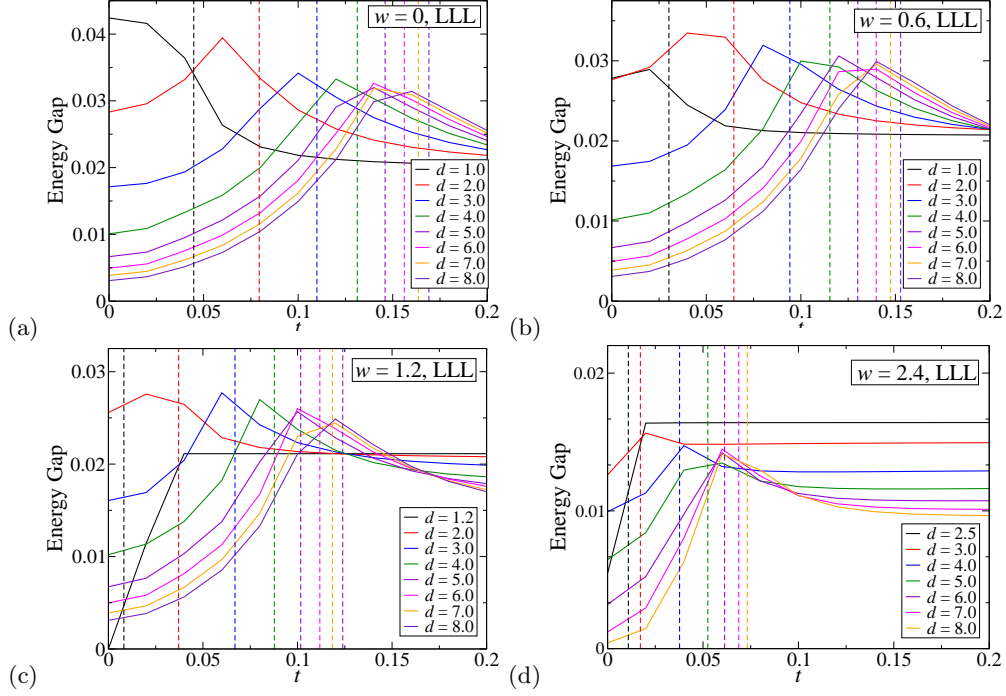 w = 0, LLL
Energy Gap
0.04
0.03
0.02
0.01
0
d = 1.0
d = 2.0
d = 3.0
d = 4.0
d = 5.0
d = 6.0
d = 7.0
d = 8.0
0 0.05 0.1 0.15 0.2
t
(a)
w = 0.6, LLL
Energy Gap
0.03
0.02
0.01
0
d = 1.0
d = 2.0
d = 3.0
d = 4.0
d = 5.0
d = 6.0
d = 7.0
d = 8.0
0 0.05 0.1 0.15 0.2
t
(b)
w = 1.2, LLL
Energy Gap
0.03
0.02
0.01
0
d = 1.2
d = 2.0
d = 3.0
d = 4.0
d = 5.0
d = 6.0
d = 7.0
d = 8.0
0 0.05 0.1 0.15 0.2
t
(c)
w = 2.4, LLL
Energy Gap
0.02
0.01
0
d = 2.5
d = 3.0
d = 4.0
d = 5.0
d = 6.0
d = 7.0
d = 8.0
0 0.05 0.1 0.15 0.2
t
(d)